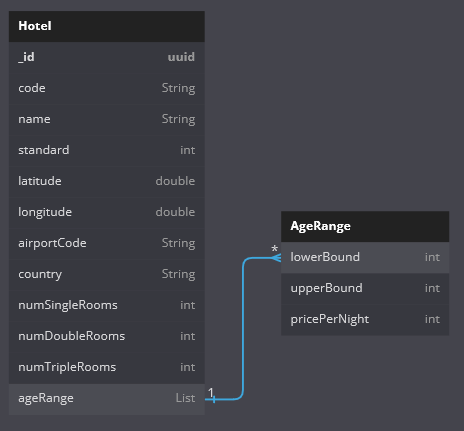 Hotel
_id uuid
code String
name String
standard int
latitude double
longitude double
airportCode String
country String
numSingleRooms int
numDoubleRooms int
numTripleRooms int
ageRange List
1
*
AgeRange
lowerBound int
upperBound int
pricePerNight int